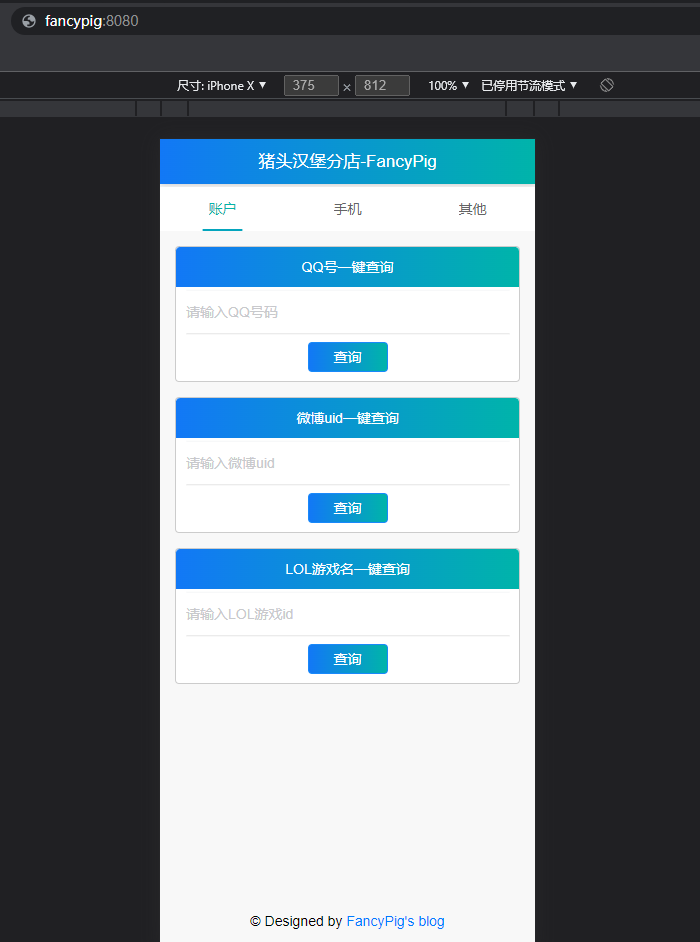 fancypig:8080
尺寸: iPhone X ▼ 375 × 812 100% ▼ 已停用节流模式 ▼
猪头汉堡分店-FancyPig
账户 手机 其他
QQ号一键查询
请输入QQ号码
查询
微博uid一键查询
请输入微博uid
查询
LOL游戏名一键查询
请输入LOL游戏id
查询
© Designed by FancyPig's blog